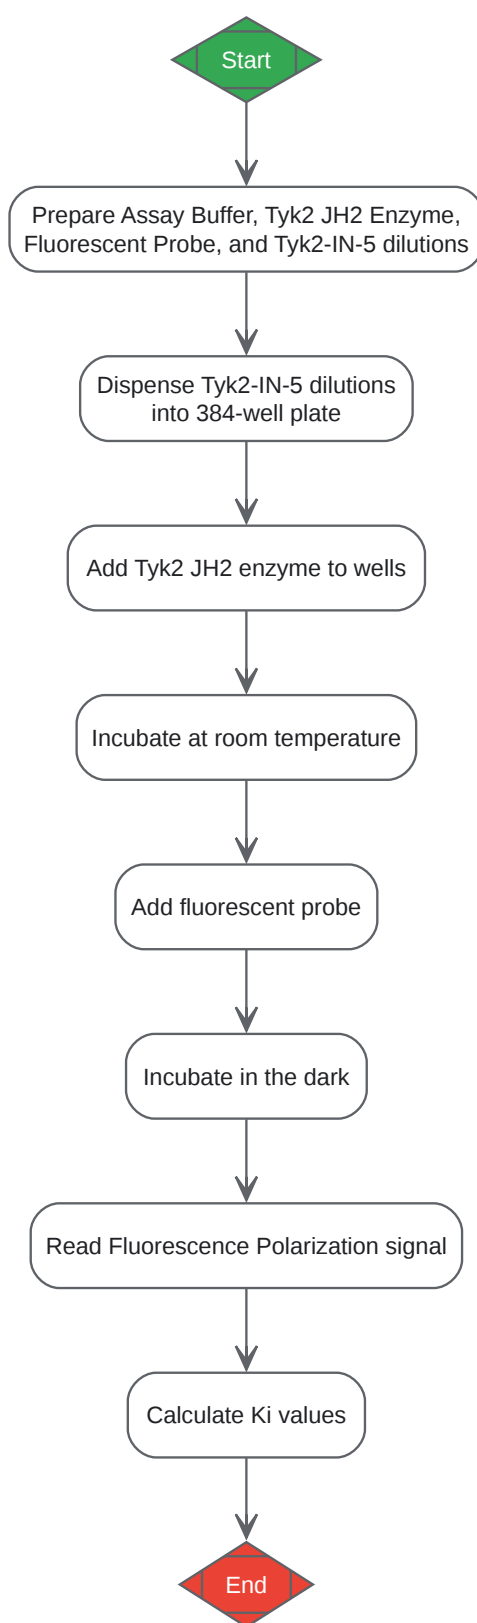 Start
Prepare Assay Buffer, Tyk2 JH2 Enzyme,
Fluorescent Probe, and Tyk2-IN-5 dilutions
Dispense Tyk2-IN-5 dilutions
into 384-well plate
Add Tyk2 JH2 enzyme to wells
Incubate at room temperature
Add fluorescent probe
Incubate in the dark
Read Fluorescence Polarization signal
Calculate Ki values
End